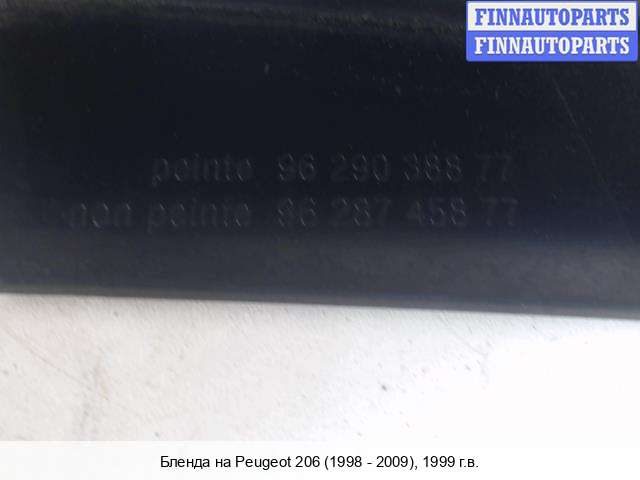 FINNAUTOPARTS
FINNAUTOPARTS
peinte 96 290 388 77
non peinte 96 287 458 77
Бленда на Peugeot 206 (1998 - 2009), 1999 г.в.